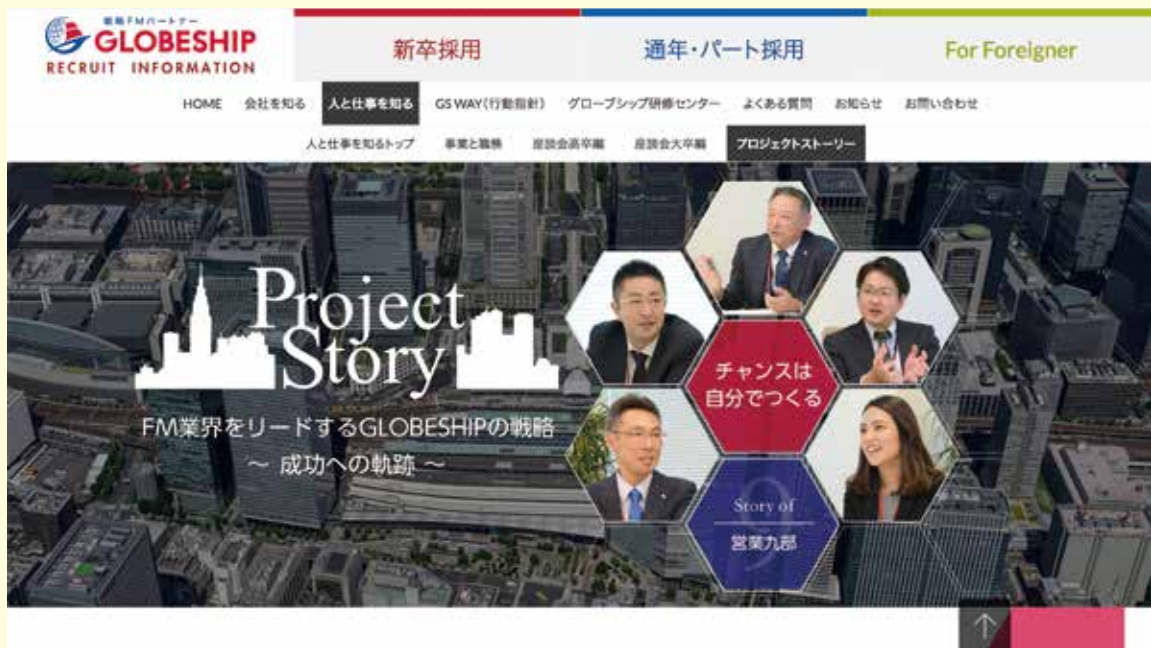 戦略FMパートナー
GLOBESHIP
RECRUIT INFORMATION
新卒採用
通年・パート採用
For Foreigner
HOME 会社を知る 人と仕事を知る GS WAY(行動指針) グローブシップ研修センター よくある質問 お知らせ お問い合わせ
人と仕事を知るトップ 事業と職務 座談会高卒編 座談会大卒編 プロジェクトストーリー
Project
Story
FM業界をリードするGLOBESHIPの戦略
～ 成功への軌跡 ～
チャンスは
自分でつくる
9
Story of
営業九部